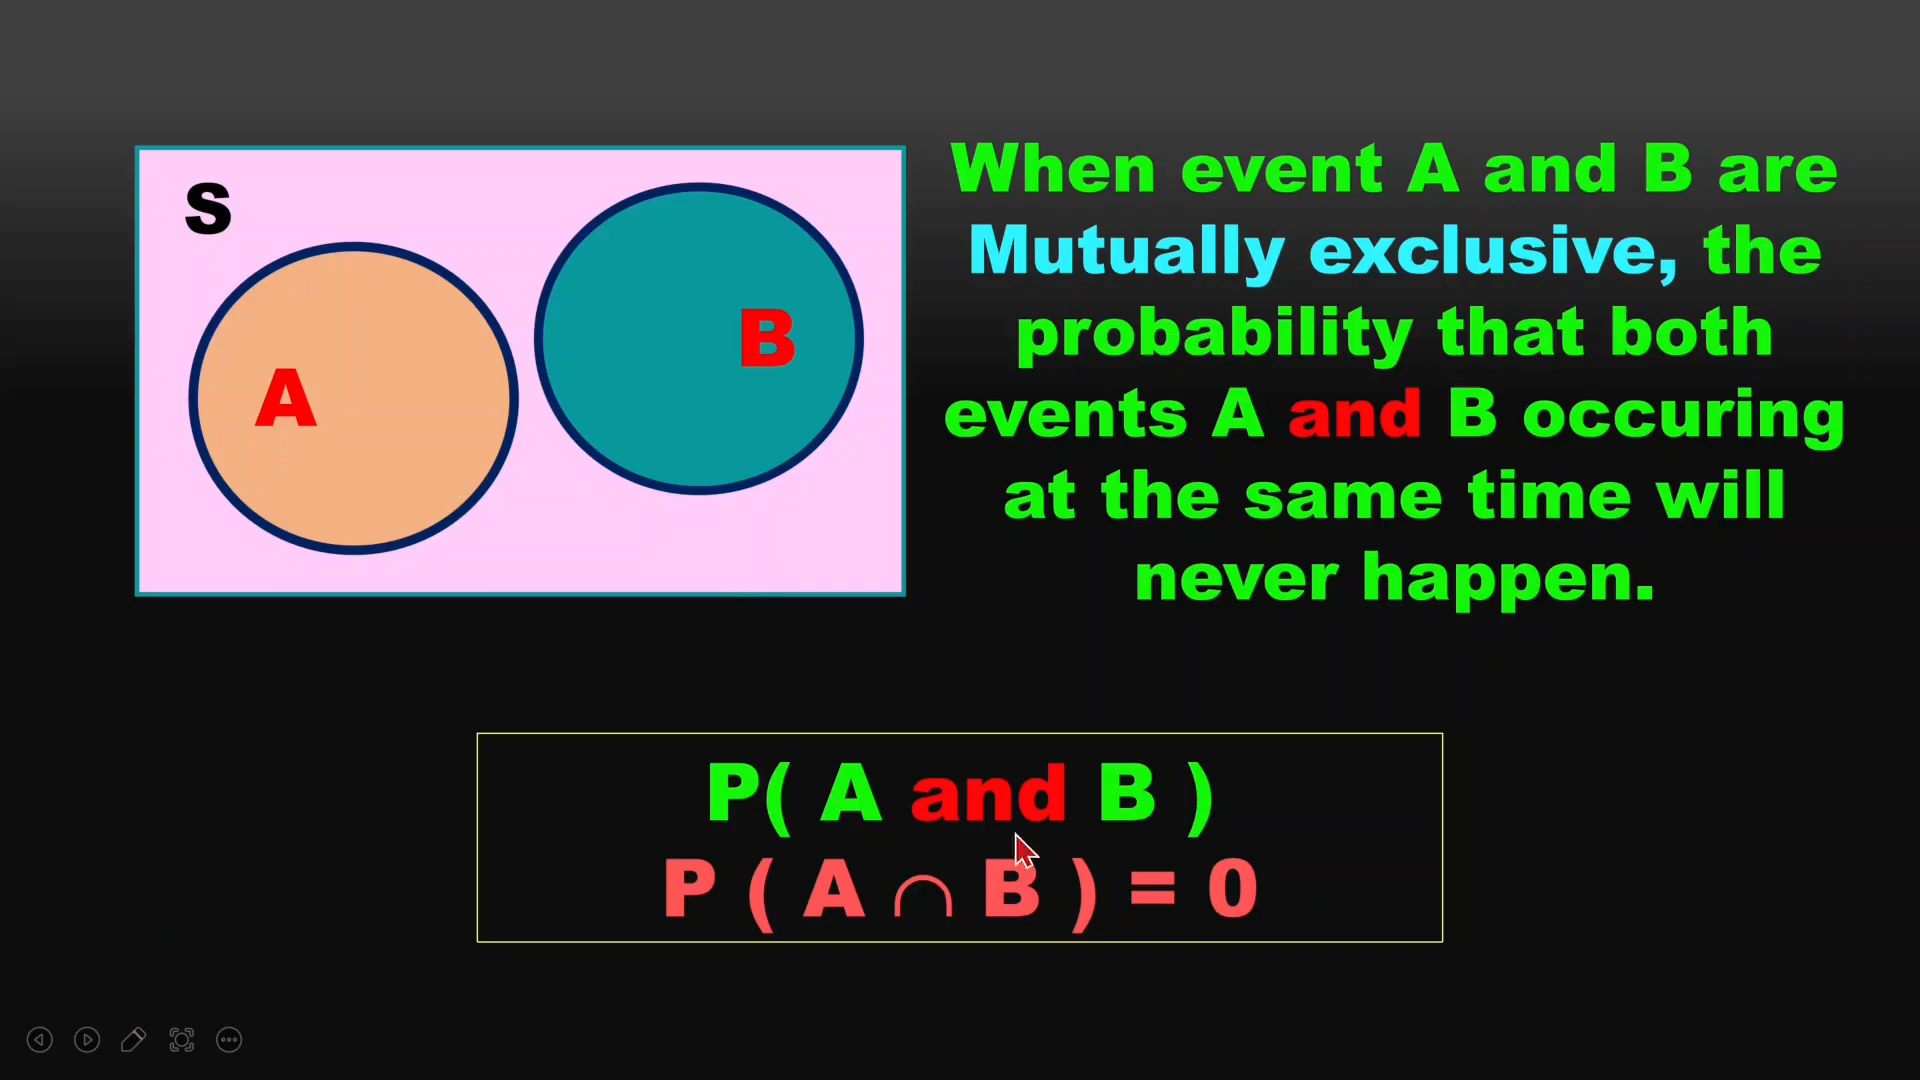 S
A
B
When event A and B are
Mutually exclusive, the
probability that both
events A and B occuring
at the same time will
never happen.
P( A and B )
P ( A ∩ B ) = 0